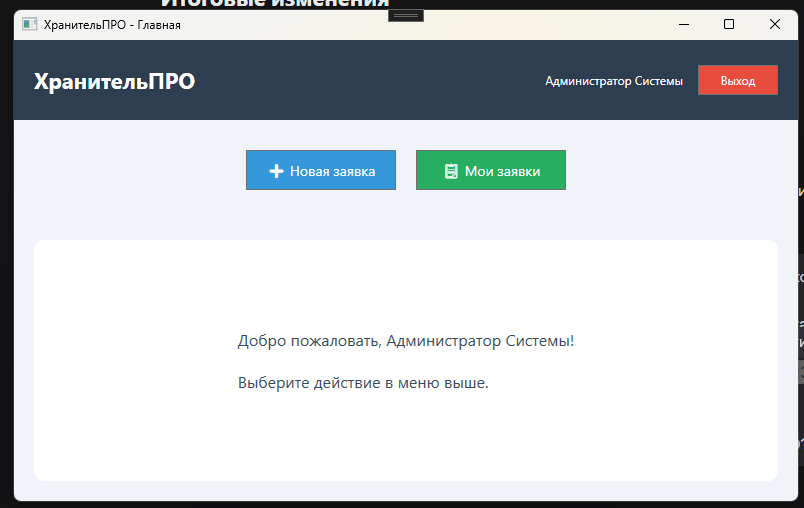 Итоговые изменения
ХранительПРО - Главная
ХранительПРО
Администратор Системы
Выход
Новая заявка
Мои заявки
Добро пожаловать, Администратор Системы!
Выберите действие в меню выше.